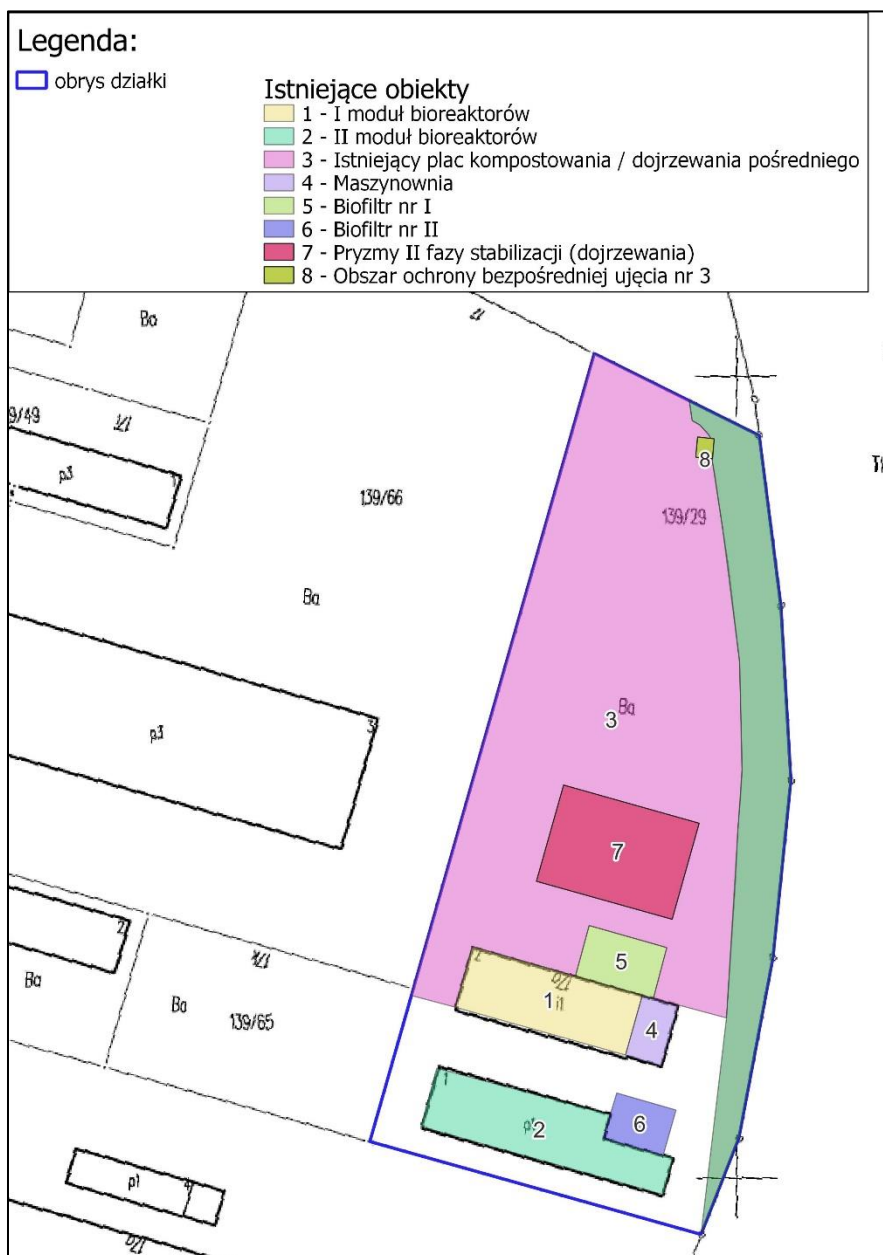 Legenda:
obrys działki
Istniejące obiekty
1 - I moduł bioreaktorów
2 - II moduł bioreaktorów
3 - Istniejący plac kompostowania / dojrzewania pośredniego
4 - Maszynownia
5 - Biofiltr nr I
6 - Biofiltr nr II
7 - Pryzmy II fazy stabilizacji (dojrzewania)
8 - Obszar ochrony bezpośredniej ujęcia nr 3
Ba
9/49
p3
8
139/66
139/29
Ba
Ba
3
3
p3
7
2
5
1
i1
4
Ba
Ba
139/65
1
6
2
p1